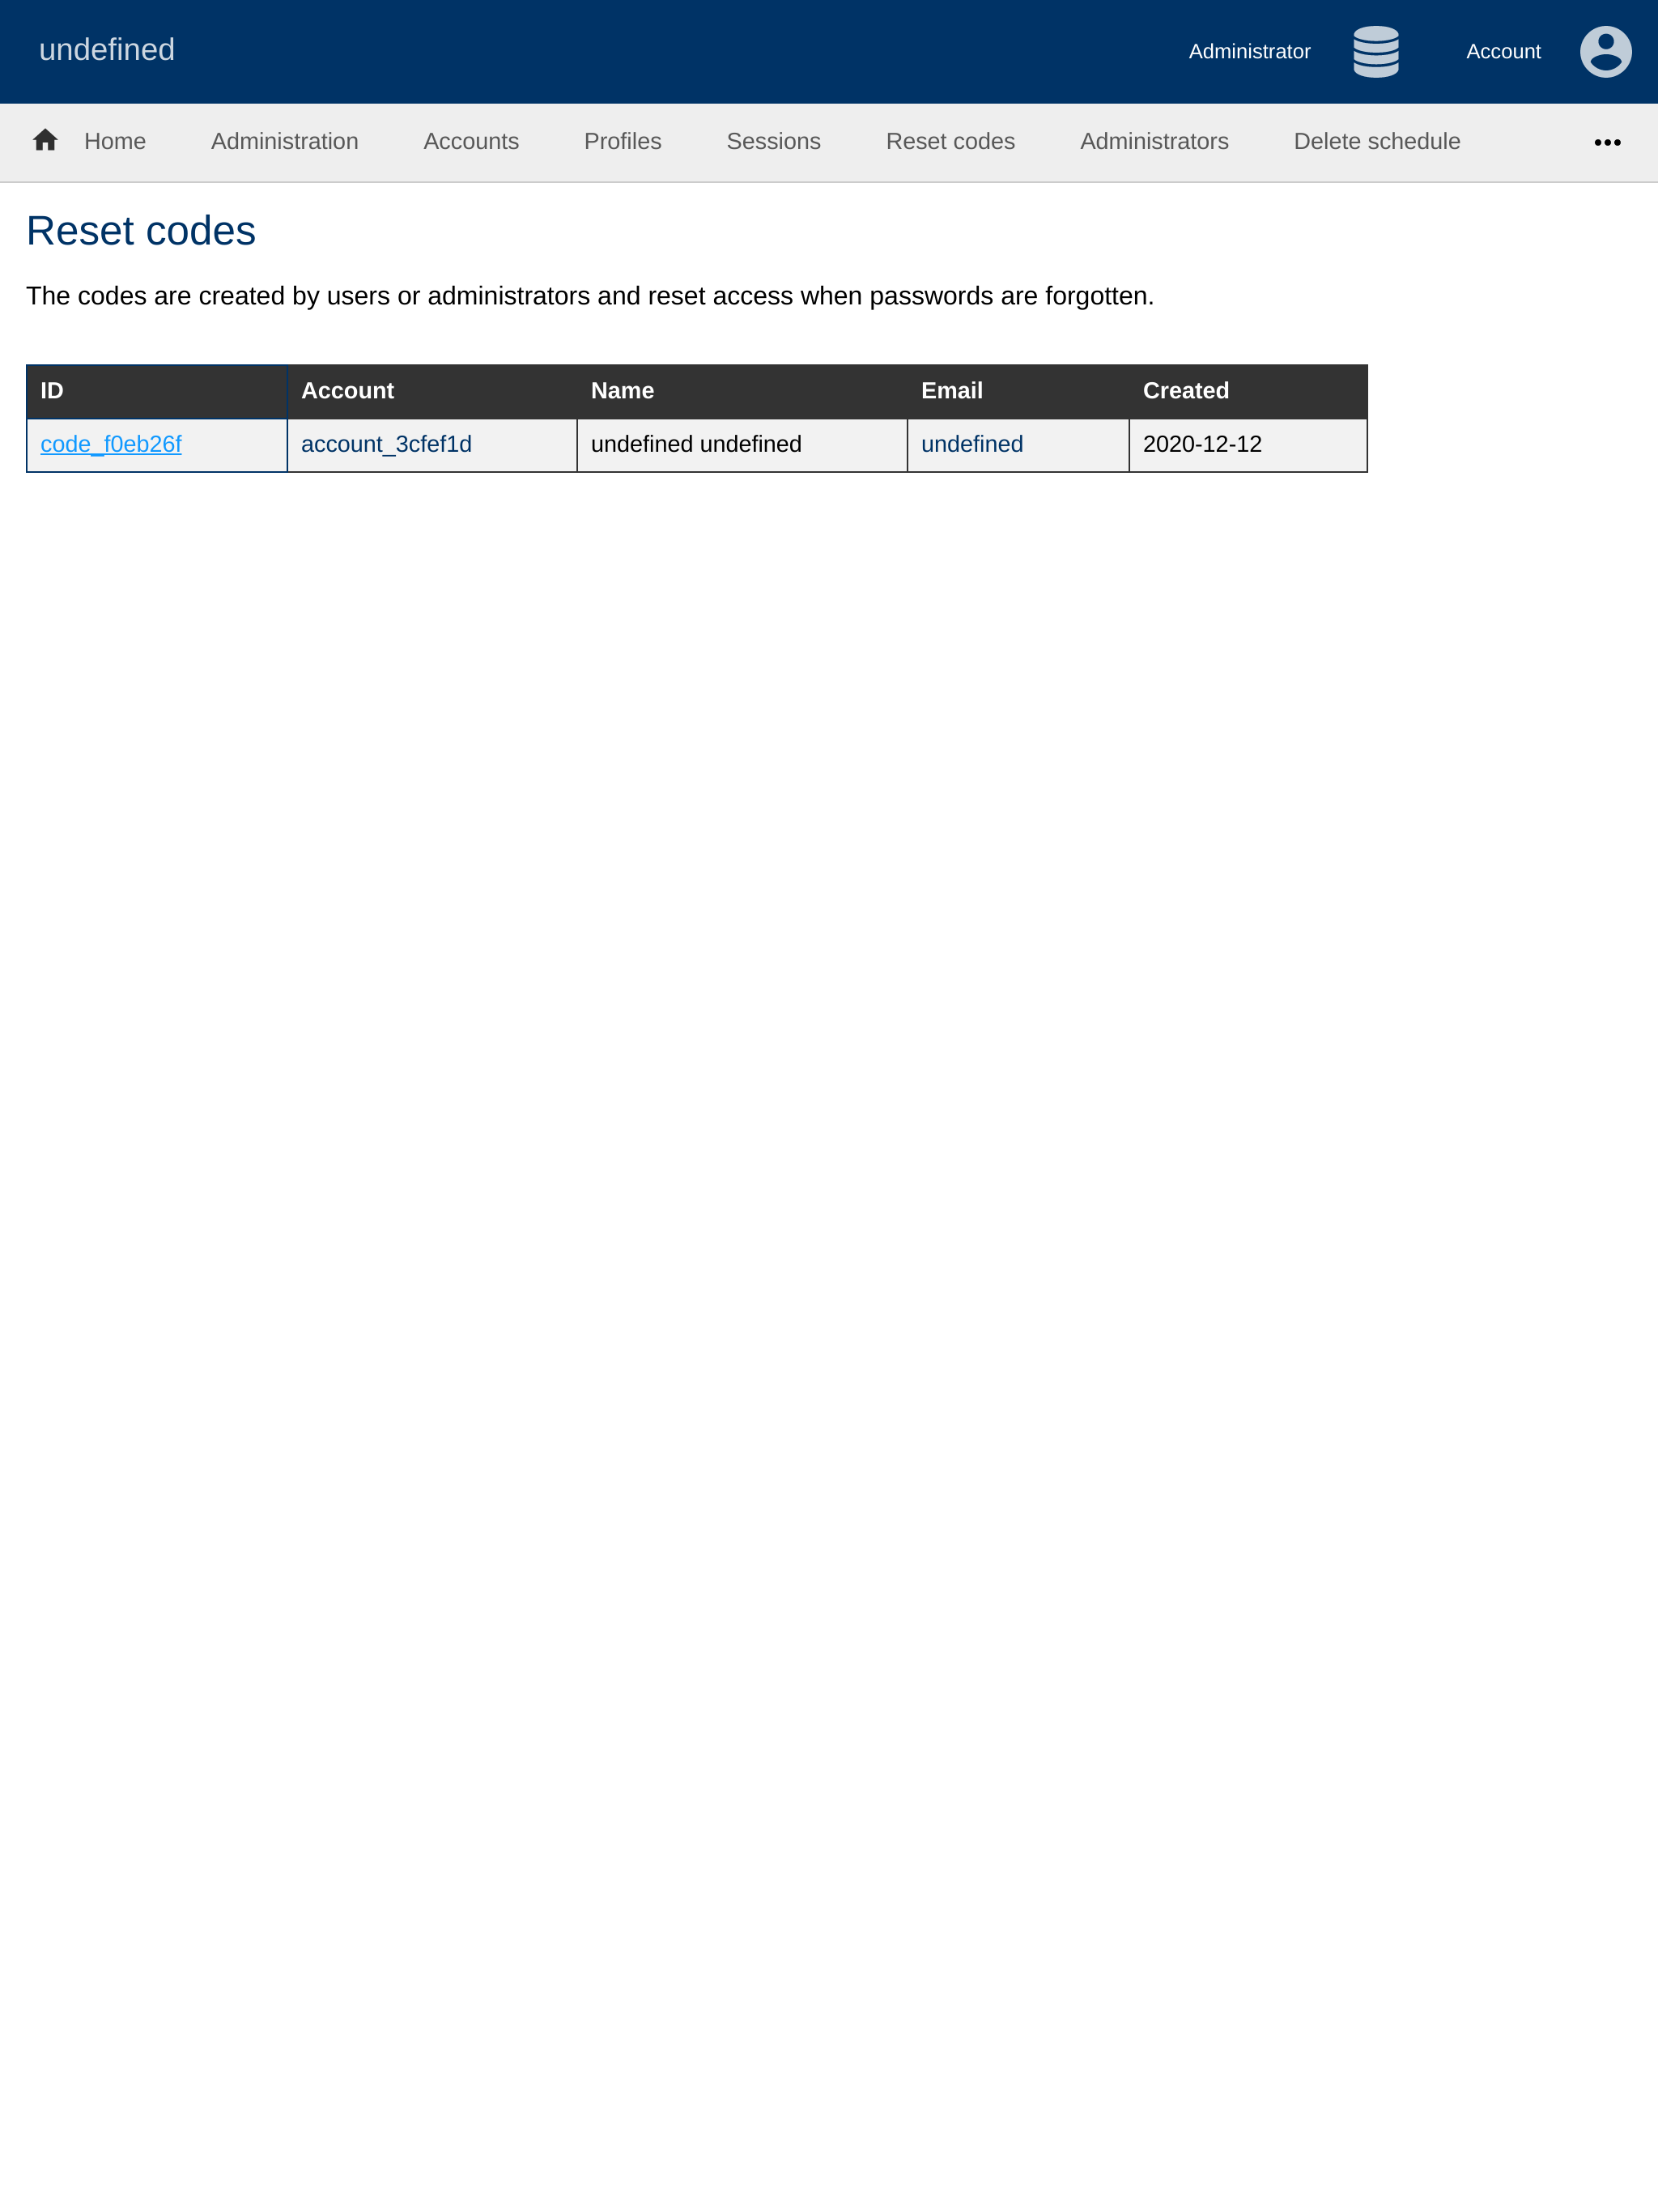 undefined
Administrator Account
Home Administration Accounts Profiles Sessions Reset codes Administrators Delete schedule
Reset codes
The codes are created by users or administrators and reset access when passwords are forgotten.
ID Account Name Email Created
code_f0eb26f account_3cfef1d undefined undefined undefined 2020-12-12